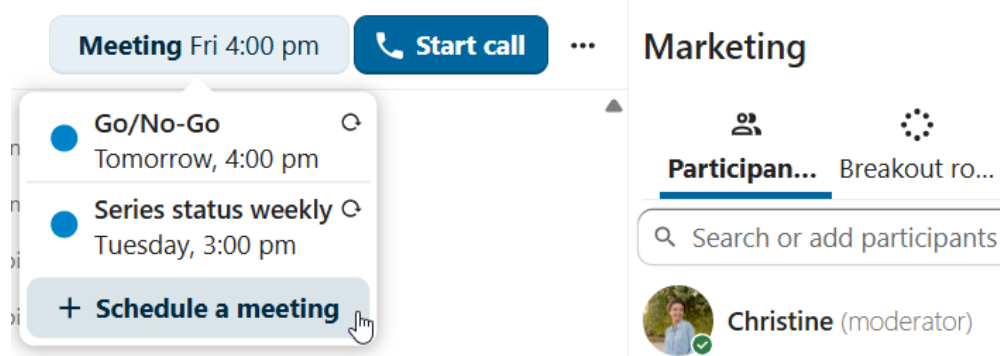 Meeting Fri 4:00 pm
Start call
Go/No-Go
Tomorrow, 4:00 pm
Series status weekly
Tuesday, 3:00 pm
+ Schedule a meeting
Marketing
Participan...
Breakout ro...
Search or add participants
Christine (moderator)